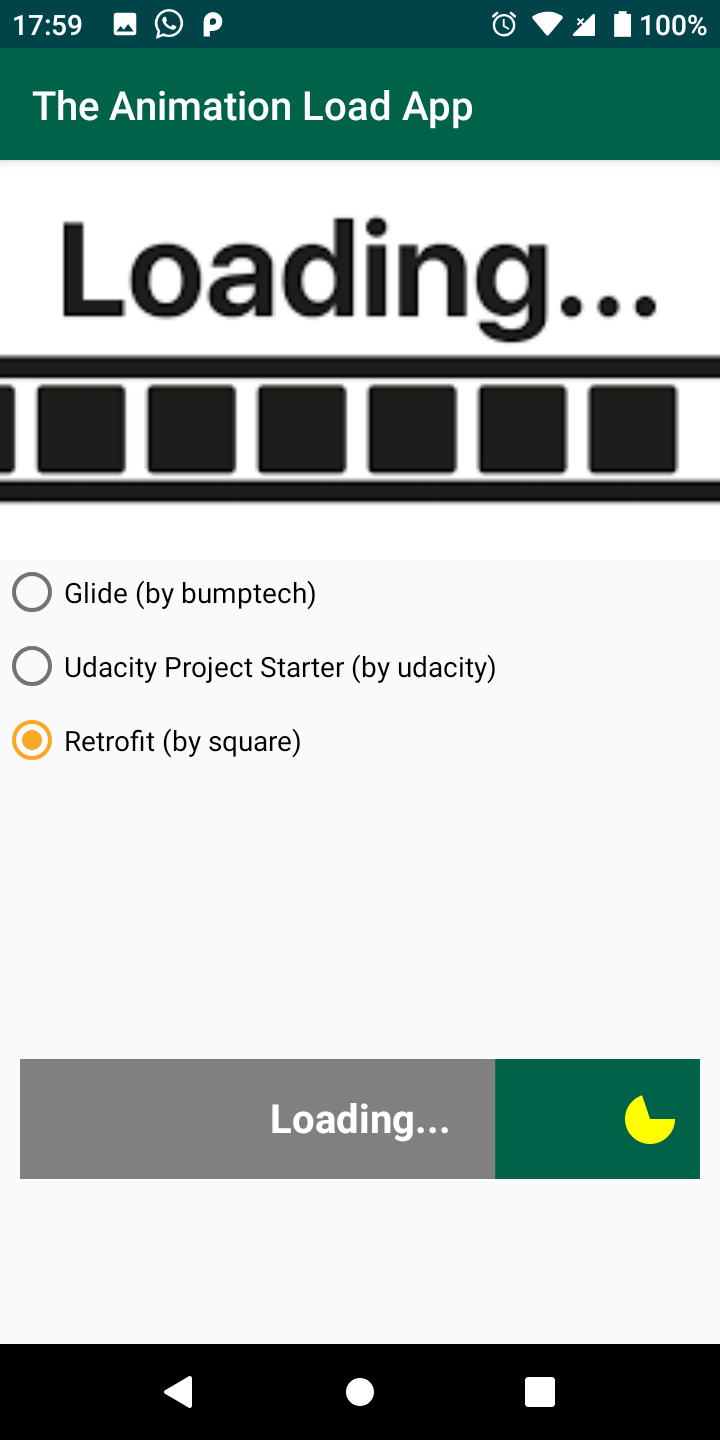 17:59 100%
The Animation Load App
Loading...
Glide (by bumptech)
Udacity Project Starter (by udacity)
Retrofit (by square)
Loading...